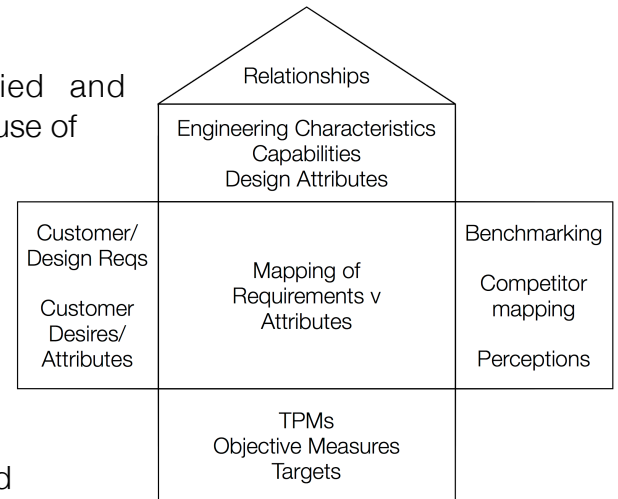 ied and
use of
Relationships
Engineering Characteristics
Capabilities
Design Attributes
Customer/
Design Reqs
Customer
Desires/
Attributes
Mapping of
Requirements v
Attributes
Benchmarking
Competitor
mapping
Perceptions
TPMs
Objective Measures
Targets
d